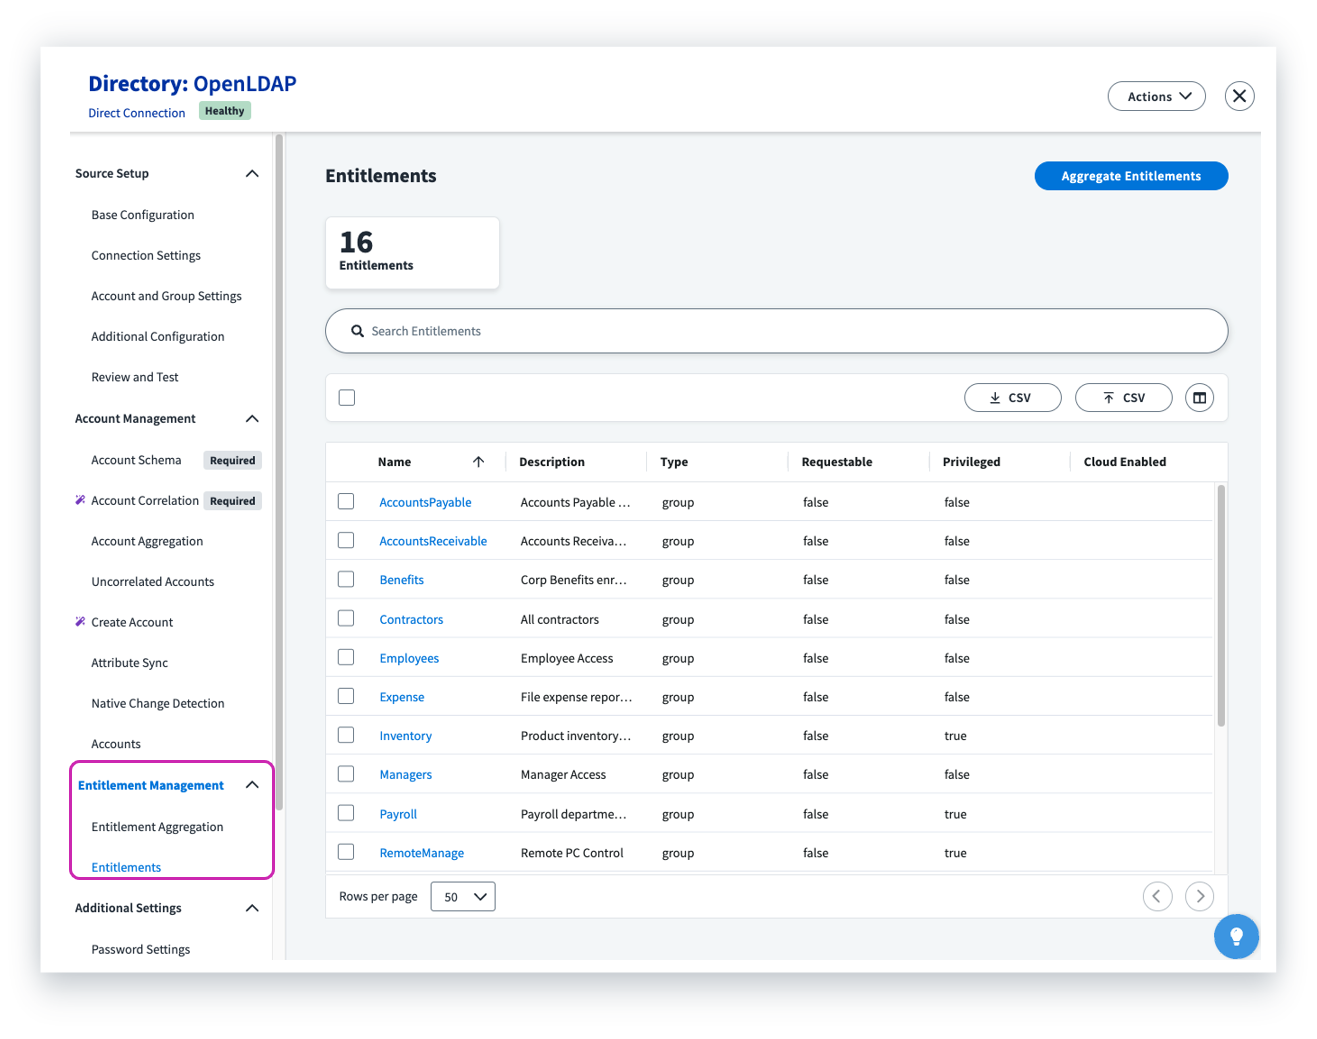 Directory: OpenLDAP
Direct Connection Healthy
Actions
Source Setup
Base Configuration
Connection Settings
Account and Group Settings
Additional Configuration
Review and Test
Account Management
Account Schema Required
Account Correlation Required
Account Aggregation
Uncorrelated Accounts
Create Account
Attribute Sync
Native Change Detection
Accounts
Entitlement Management
Entitlement Aggregation
Entitlements
Additional Settings
Password Settings
Entitlements
Aggregate Entitlements
16
Entitlements
Search Entitlements
CSV CSV
Name Description Type Requestable Privileged Cloud Enabled
AccountsPayable Accounts Payable ... group false false
AccountsReceivable Accounts Receiva... group false false
Benefits Corp Benefits enr... group false false
Contractors All contractors group false false
Employees Employee Access group false false
Expense File expense repor... group false false
Inventory Product inventory... group false true
Managers Manager Access group false false
Payroll Payroll departme... group false true
RemoteManage Remote PC Control group false true
Rows per page 50